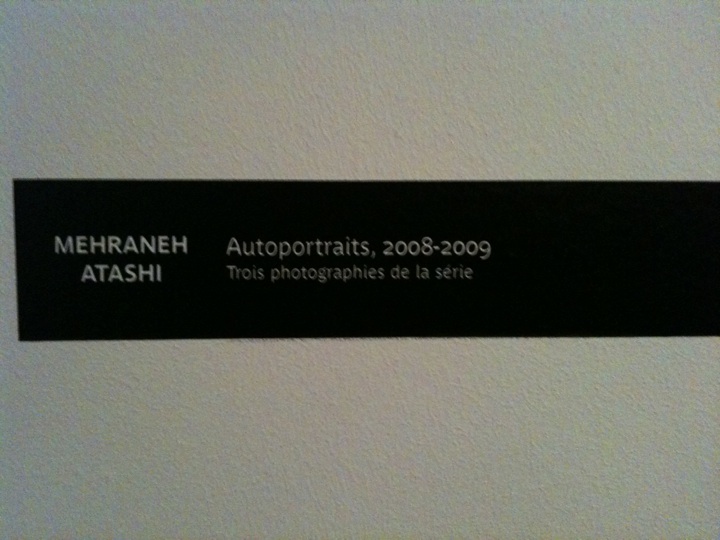 MEHRANEH
ATASHI
Autoportraits, 2008-2009
Trois photographies de la série